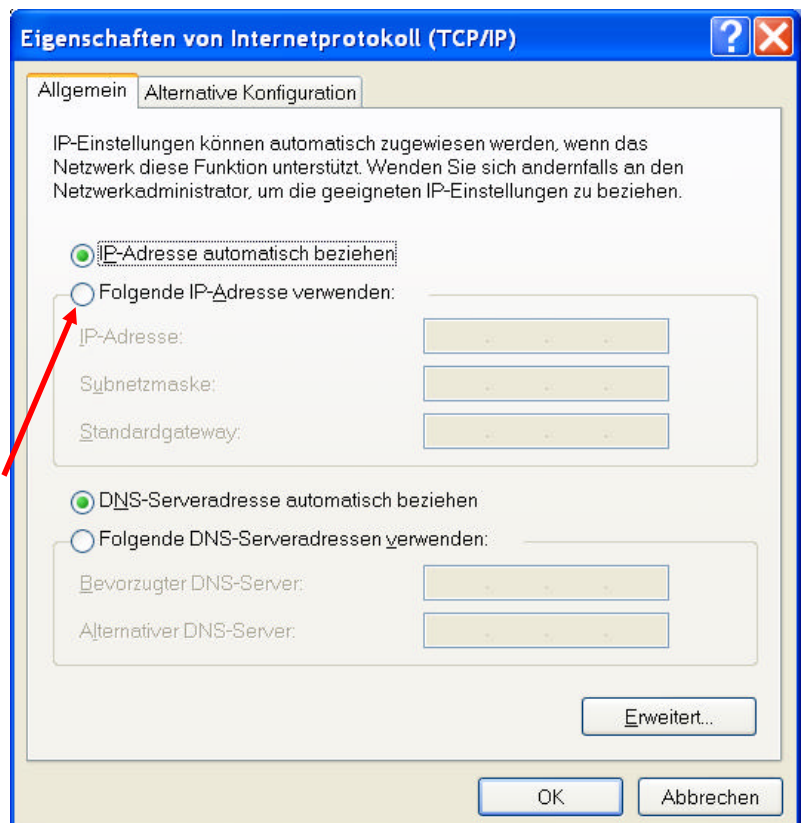 Eigenschaften von Internetprotokoll (TCP/IP)
Allgemein
Alternative Konfiguration
IP-Einstellungen können automatisch zugewiesen werden, wenn das
Netzwerk diese Funktion unterstützt. Wenden Sie sich andernfalls an den
Netzwerkadministrator, um die geeigneten IP-Einstellungen zu beziehen.
IP-Adresse automatisch beziehen
Folgende IP-Adresse verwenden:
IP-Adresse:
Subnetzmaske:
Standardgateway:
DNS-Serveradresse automatisch beziehen
Folgende DNS-Serveradressen verwenden:
Bevorzugter DNS-Server:
Alternativer DNS-Server:
Erweitert...
OK
Abbrechen